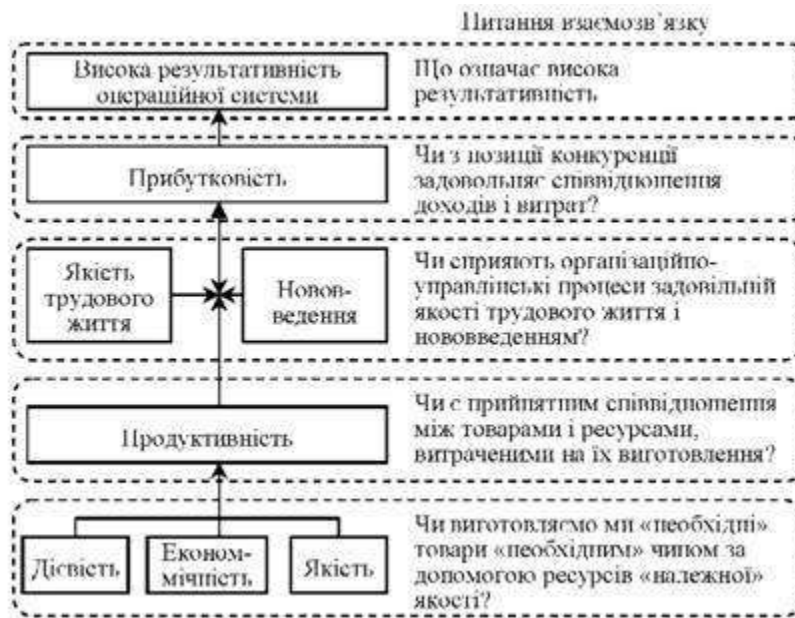 Питання взаємозв'язку
Висока результативність
операційної системи
Що означає висока
результативність
Прибутковість
Чи з позиції конкуренції
задовольняє співвідношення
доходів і витрат?
Якість
трудового
життя
Новов-
ведення
Чи сприяють організаційно-
управлінські процеси задовільній
якості трудового життя і
нововведенням?
Продуктивність
Чи є прийнятним співвідношення
між товарами і ресурсами,
витраченими на їх виготовлення?
Дієвість
Економ-
мічність
Якість
Чи виготовляємо ми «необхідні»
товари «необхідним» чином за
допомогою ресурсів «належної»
якості?